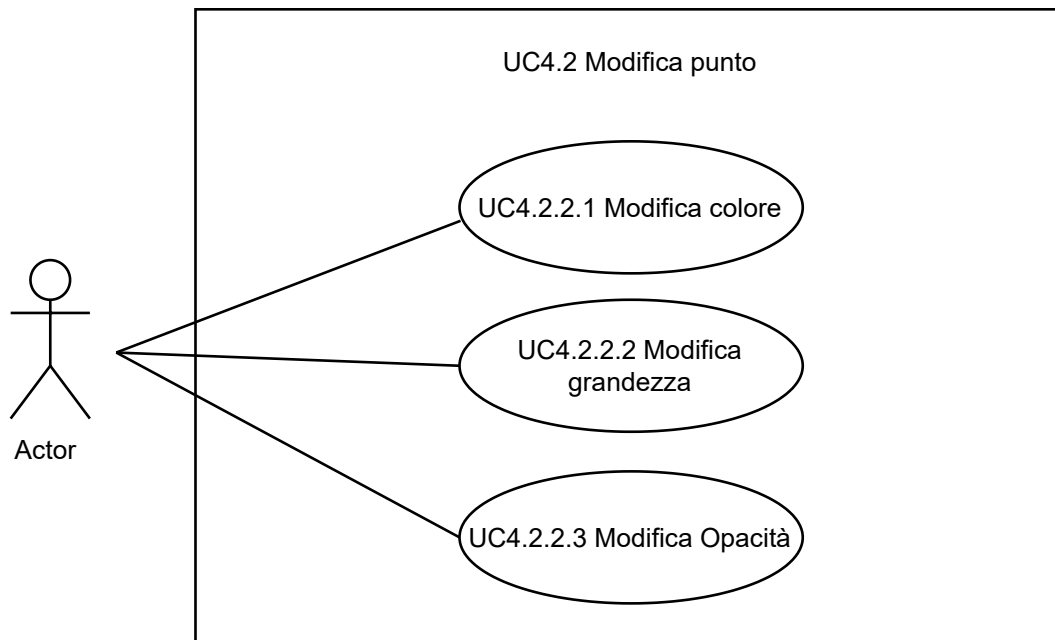 UC4.2 Modifica punto
UC4.2.2.1 Modifica colore
UC4.2.2.2 Modifica
grandezza
Actor
UC4.2.2.3 Modifica Opacità